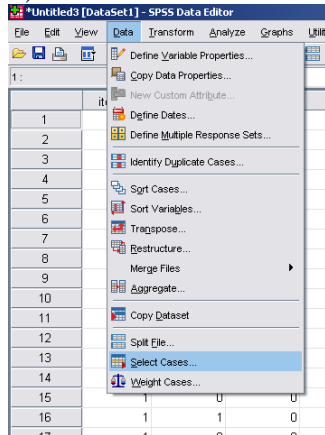 *Untitled3 [DataSet1] - SPSS Data Editor
File Edit View Data Transform Analyze Graphs
1 :
Define Variable Properties...
Copy Data Properties...
New Custom Attribute...
Define Dates...
Define Multiple Response Sets...
Identify Duplicate Cases...
Sort Cases...
Sort Variables...
Transpose...
Restructure...
Merge Files
Aggregate...
Copy Dataset
Split File...
Select Cases...
Weight Cases...
1
2
3
4
5
6
7
8
9
10
11
12
13
14
15 1 0 0
16 1 1 0